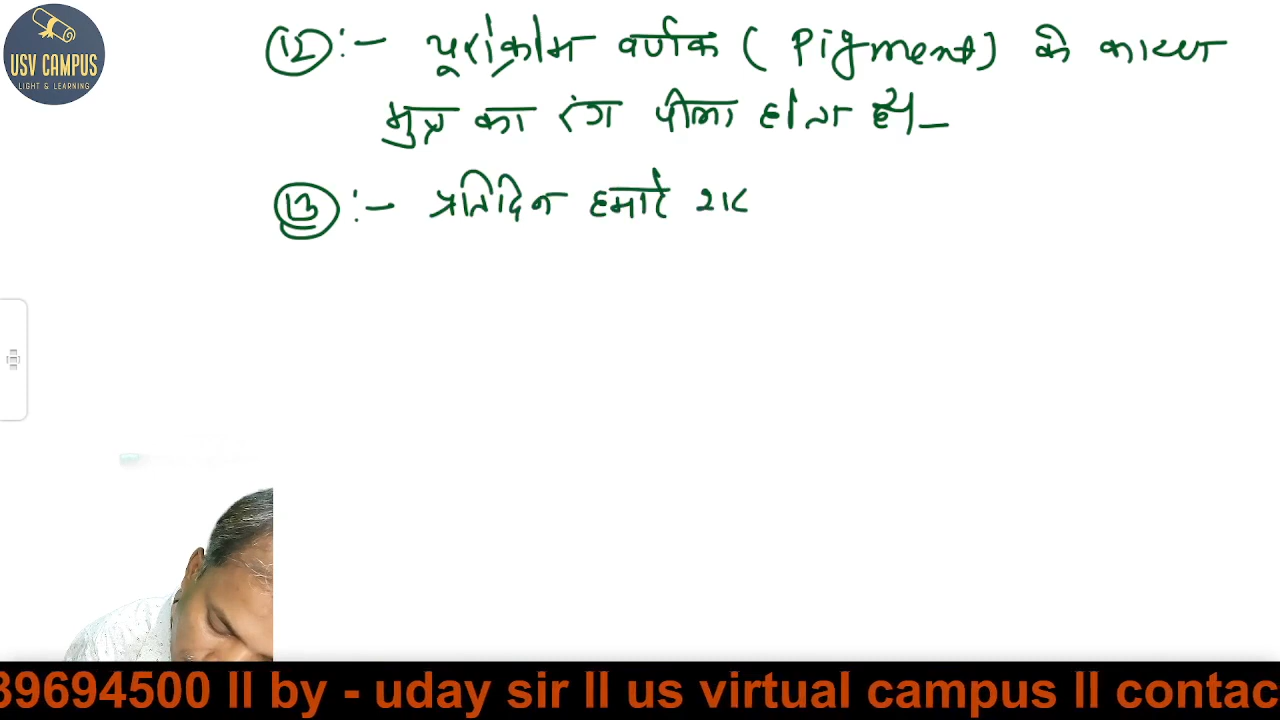 USV CAMPUS
LIGHT & LEARNING
(12) :- यूरोक्रोम वर्णक ( Pigment ) के कारण
मुत्र का रंग पीला होता है।_
(13) :- प्रतिदिन हमारे शर
39694500 ll by - uday sir ll us virtual campus ll contac